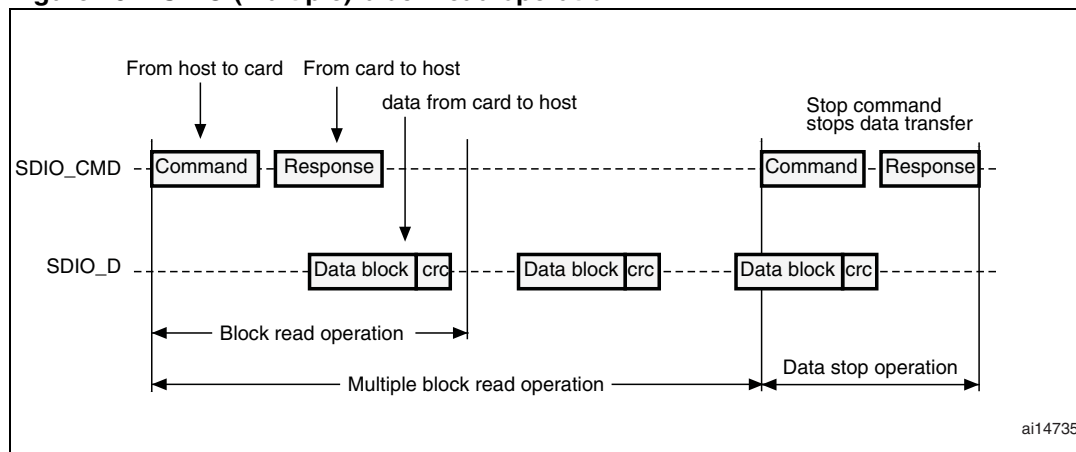 From host to card
From card to host
data from card to host
Stop command
stops data transfer
SDIO_CMD
Command
Response
Command
Response
SDIO_D
Data block
crc
Data block
crc
Data block
crc
Block read operation
Data stop operation
Multiple block read operation
ai14735